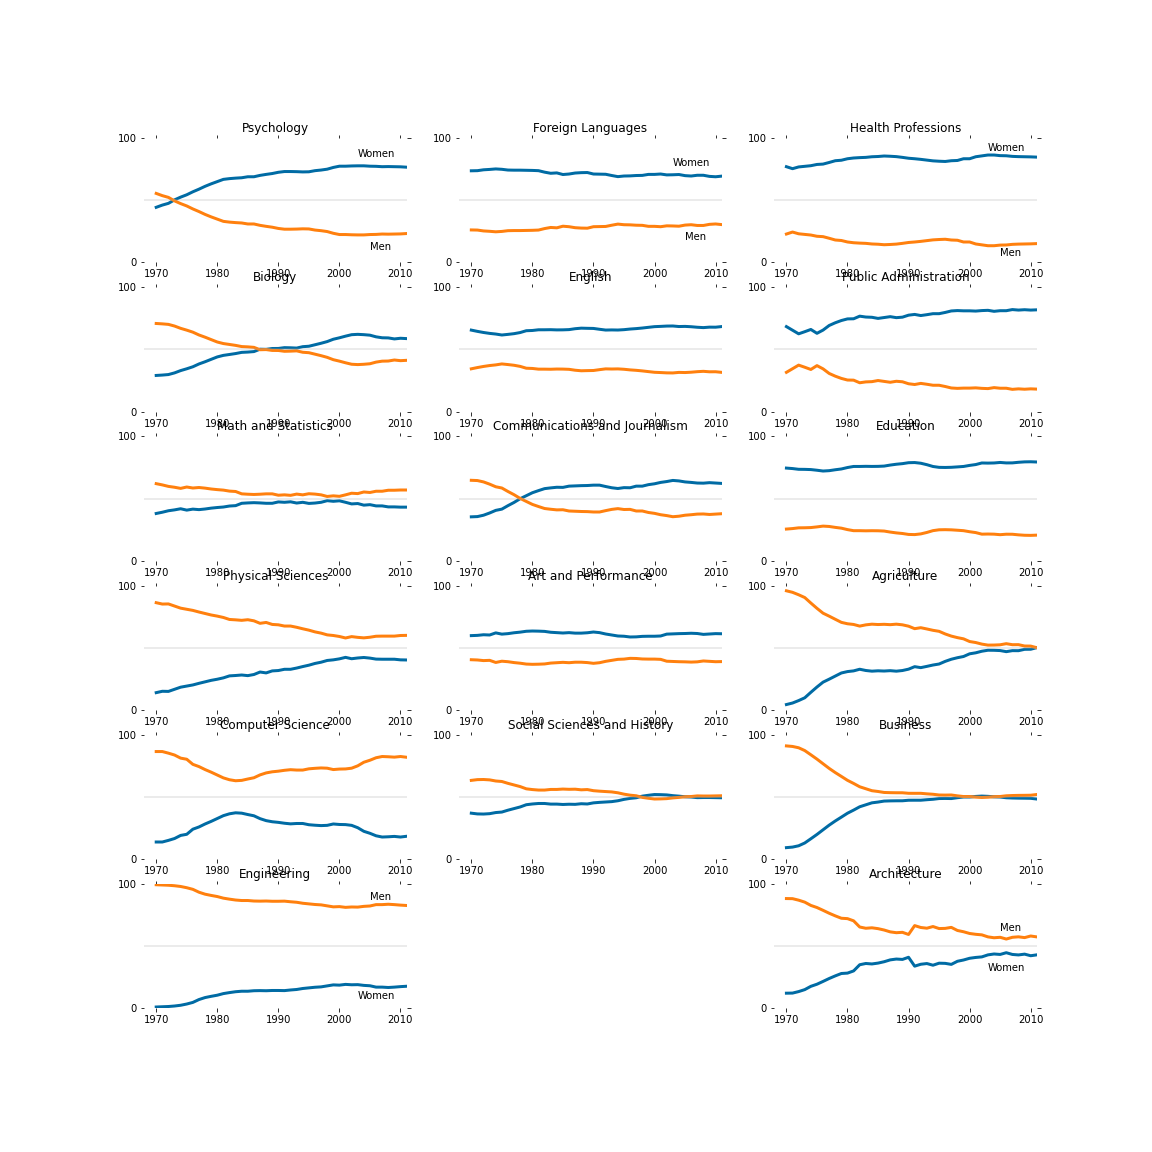 Psychology Foreign Languages Health Professions
100 100 100
Women Women Women
Men Men Men
0 0 0
1970 1980 1990 2000 2010 1970 1980 1990 2000 2010 1970 1980 1990 2000 2010
Biology English Public Administration
100 100 100
0 0 0
1970 1980 1990 2000 2010 1970 1980 1990 2000 2010 1970 1980 1990 2000 2010
Math and Statistics Communications and Journalism Education
100 100 100
0 0 0
1970 1980 1990 2000 2010 1970 1980 1990 2000 2010 1970 1980 1990 2000 2010
Physical Sciences Art and Performance Agriculture
100 100 100
0 0 0
1970 1980 1990 2000 2010 1970 1980 1990 2000 2010 1970 1980 1990 2000 2010
Computer Science Social Sciences and History Business
100 100 100
0 0 0
1970 1980 1990 2000 2010 1970 1980 1990 2000 2010 1970 1980 1990 2000 2010
Engineering Architecture
100 100
Men Men
Women Women
0 0
1970 1980 1990 2000 2010 1970 1980 1990 2000 2010